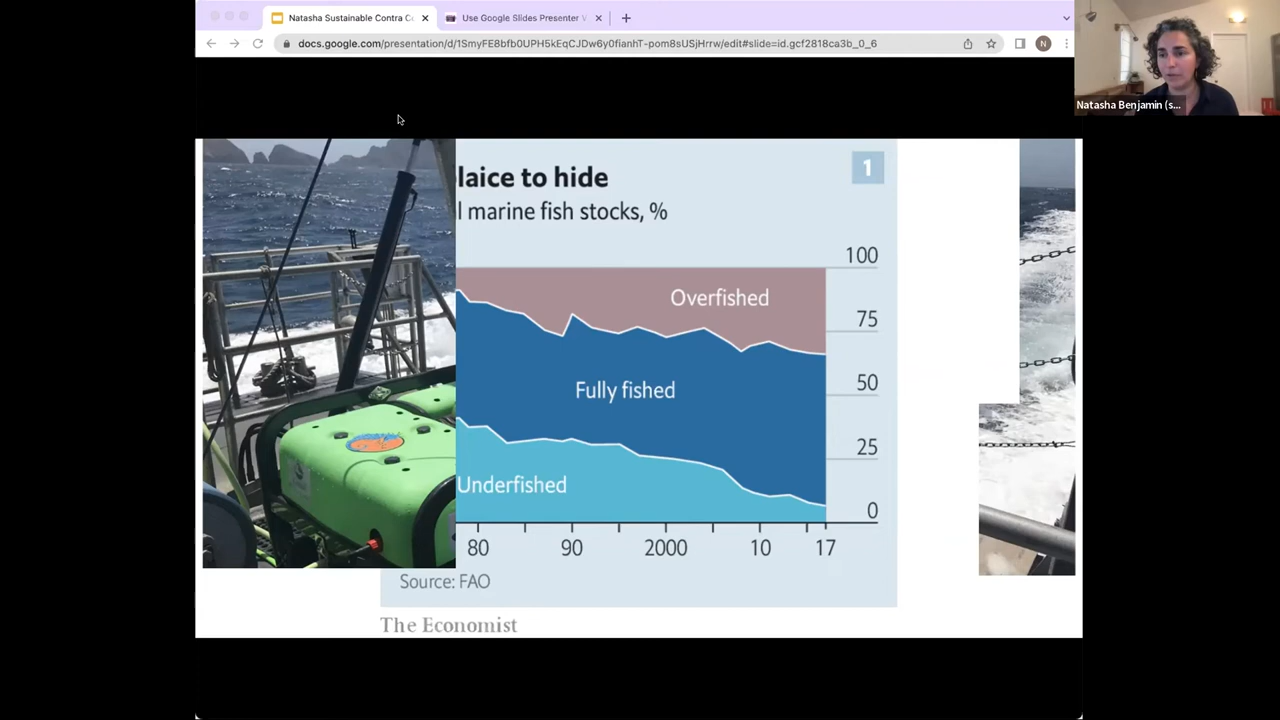 Natasha Sustainable Contra Co
Use Google Slides Presenter V
docs.google.com/presentation/d/1SmyFE8bfb0UPH5kEqCJDw6y0fianhT-pom8sUSjHrrw/edit#slide=id.gcf2818ca3b_0_6
N
Natasha Benjamin (s...
laice to hide
1
l marine fish stocks, %
100
Overfished
75
50
Fully fished
25
Underfished
0
80 90 2000 10 17
Source: FAO
The Economist